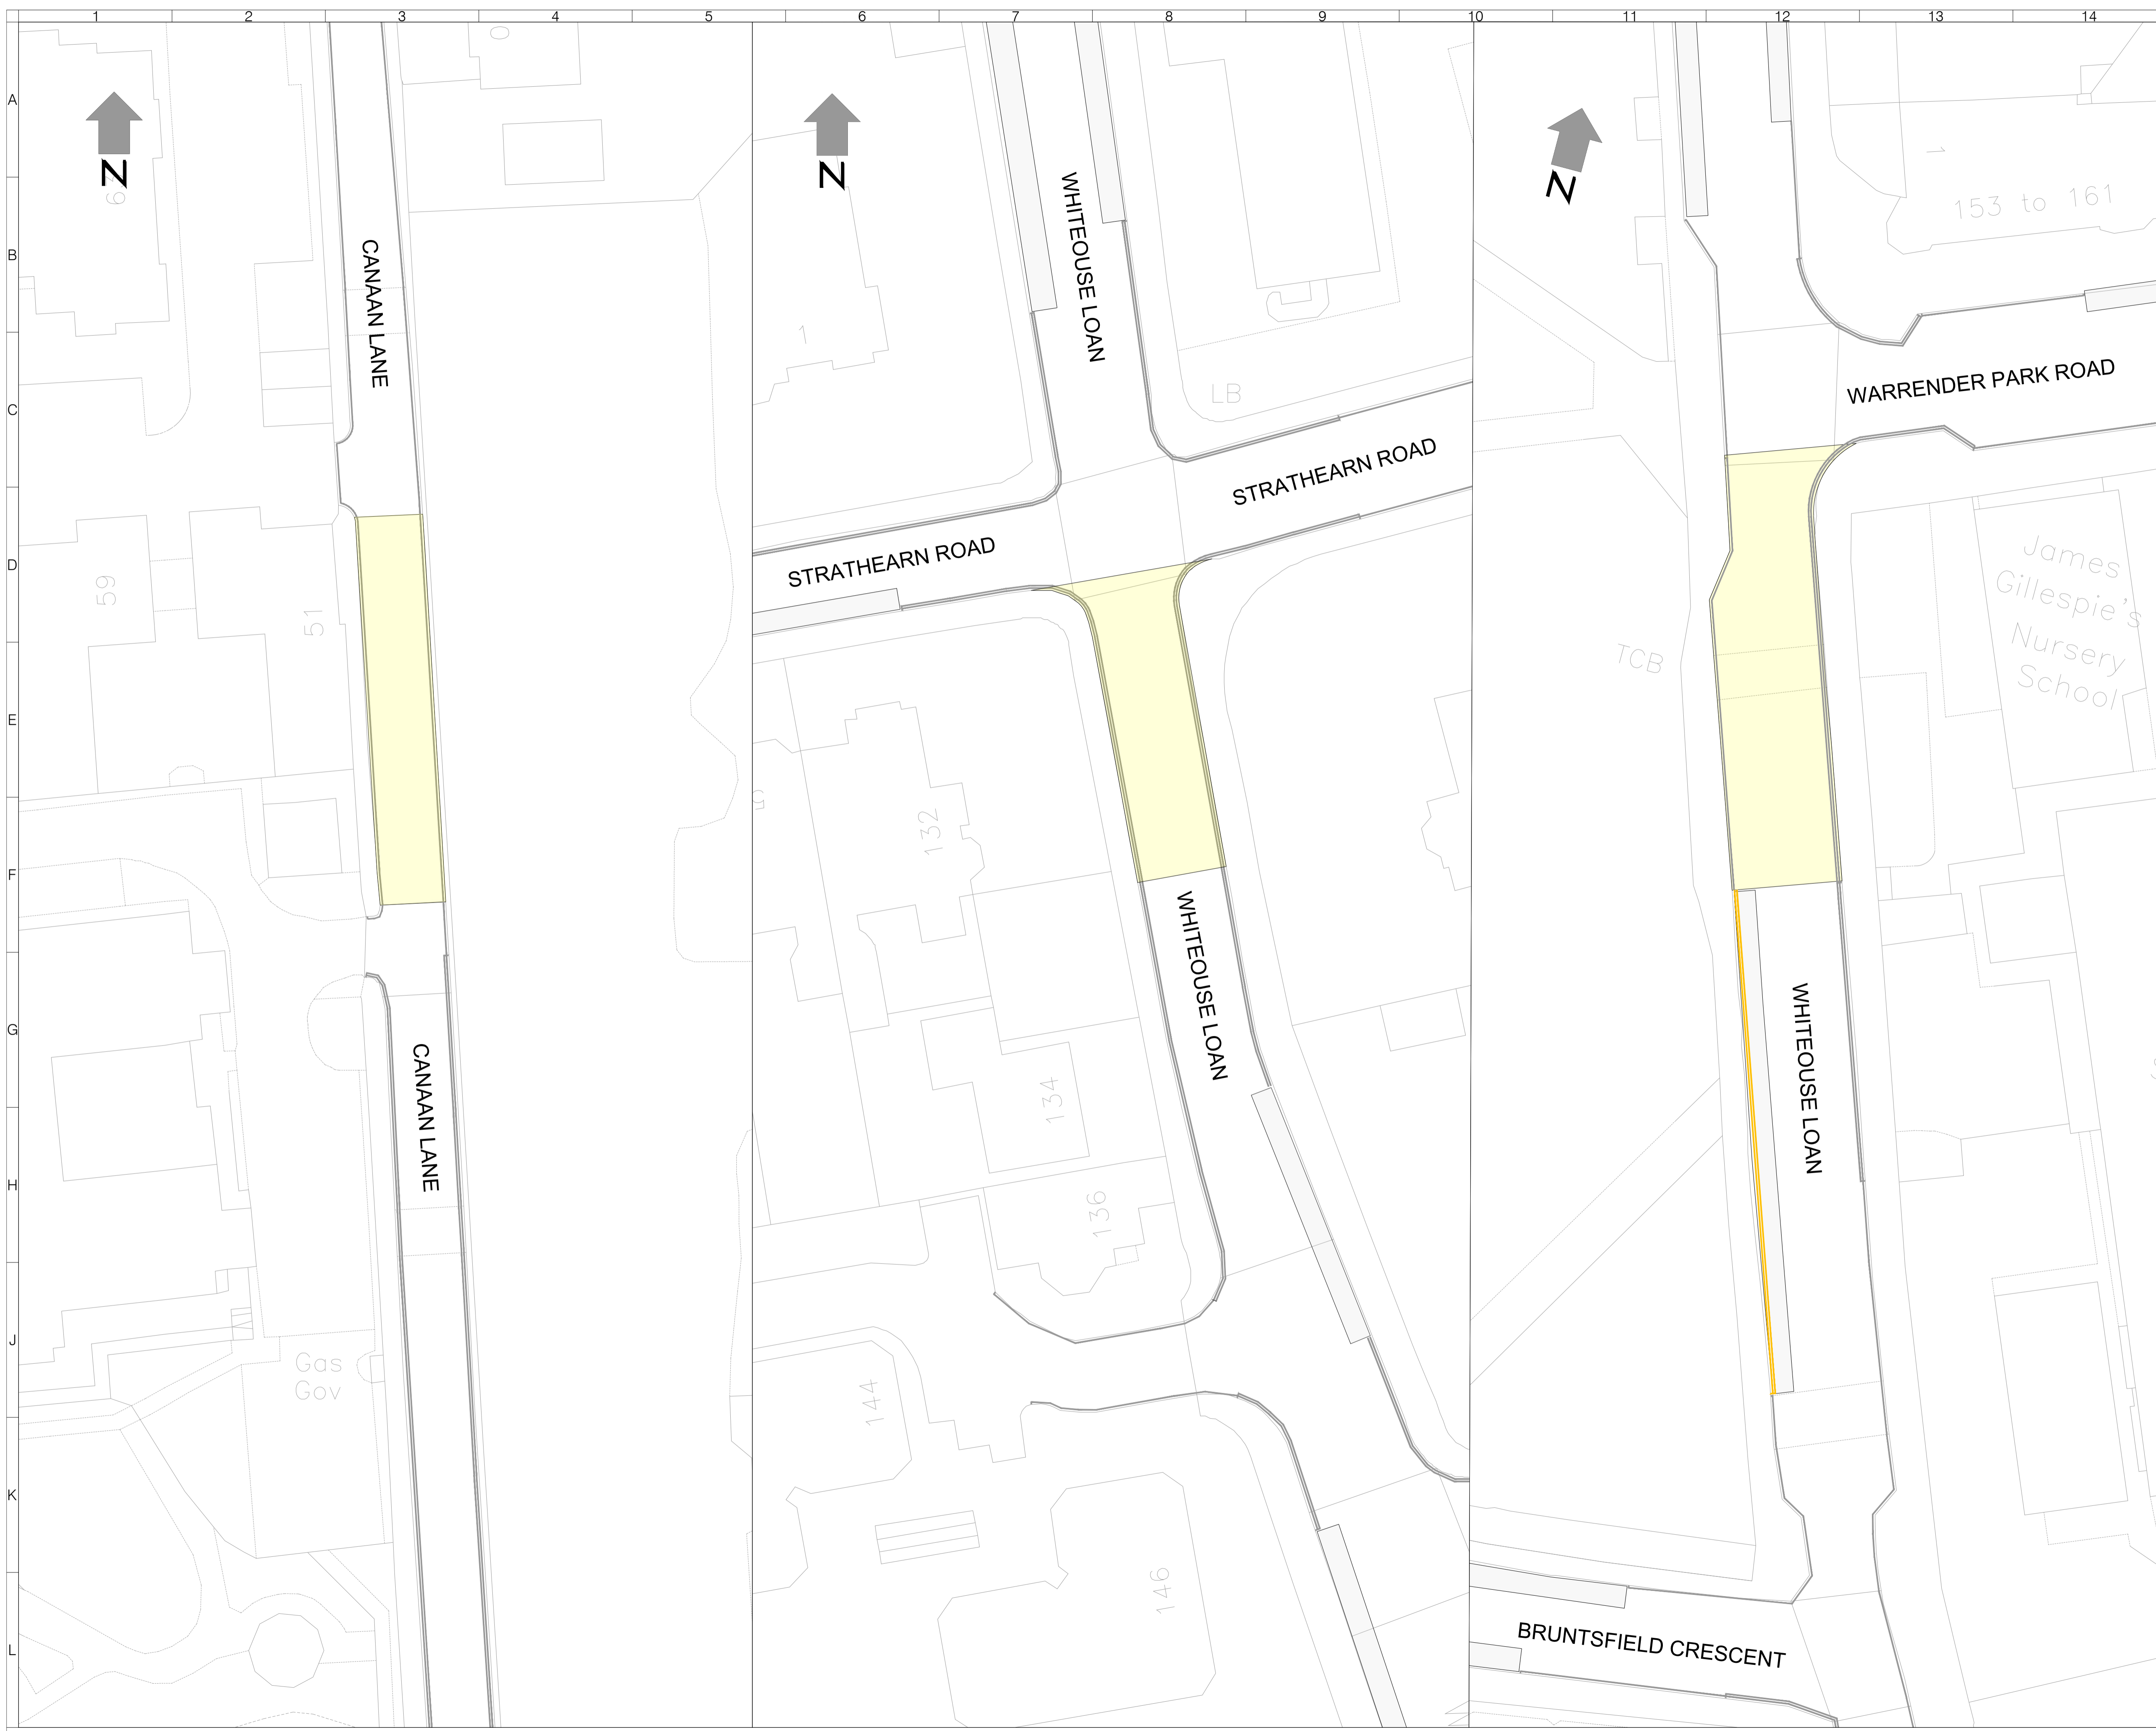 1 2 3 4 5 6 7 8 9 10 11 12 13 14
A
B
C
D
E
F
G
H
J
K
L
N
CANAAN LANE
59
51
CANAAN LANE
Gas
Gov
N
WHITEOUSE LOAN
1
LB
STRATHEARN ROAD
STRATHEARN ROAD
132
WHITEOUSE LOAN
134
136
144
146
N
1
153 to 161
WARRENDER PARK ROAD
James
Gillespie's
Nursery
School
TCB
WHITEOUSE LOAN
BRUNTSFIELD CRESCENT